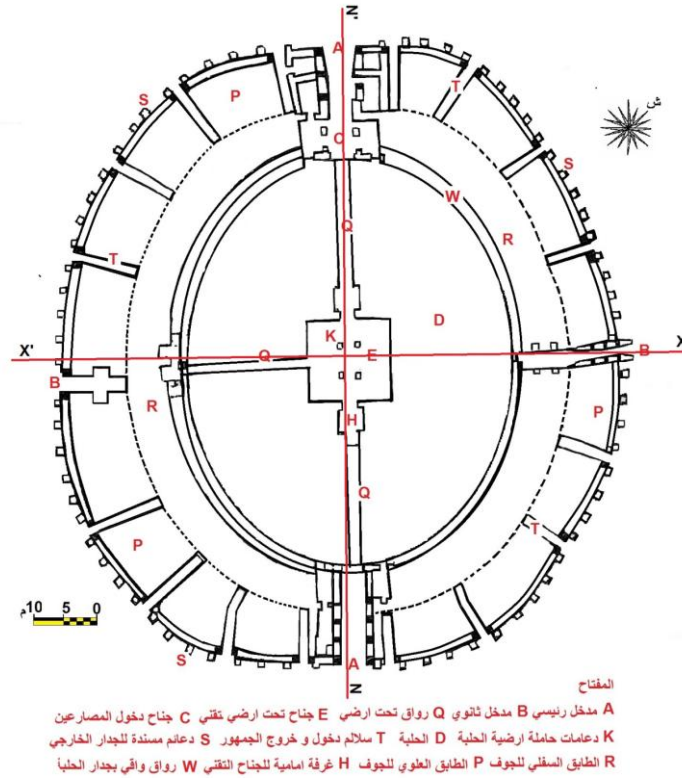 N'
A
P
T
S
ش
C
S
W
Q
R
T
D
K
X' Q E X
B
B
R
H
P
Q
T
P
10 5 0 م
S
A
N
المفتاح
A مدخل رئيسي B مدخل ثانوي Q رواق تحت ارضي E جناح تحت ارضي تقني C جناح دخول المصارعين
K دعامات حاملة ارضية الحلبة D الحلبة T سلالم دخول و خروج الجمهور S دعائم مسندة للجدار الخارجي
R الطابق السفلي للجوف P الطابق العلوي للجوف H غرفة امامية للجناح التقني W رواق واقي بجدار الحلبة